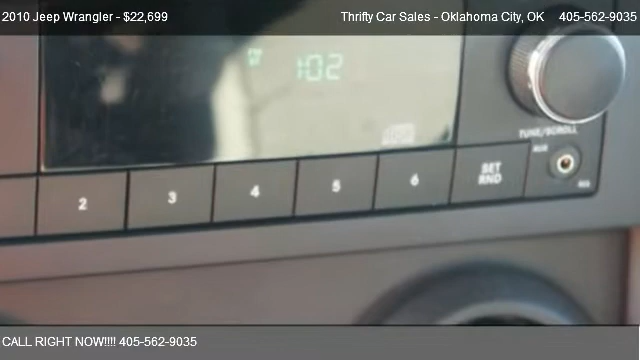 2010 Jeep Wrangler - $22,699
Thrifty Car Sales - Oklahoma City, OK 405-562-9035
1:02
TUNE/SCROLL
AUX
2 3 4 5 6 SET RND
CALL RIGHT NOW!!!! 405-562-9035